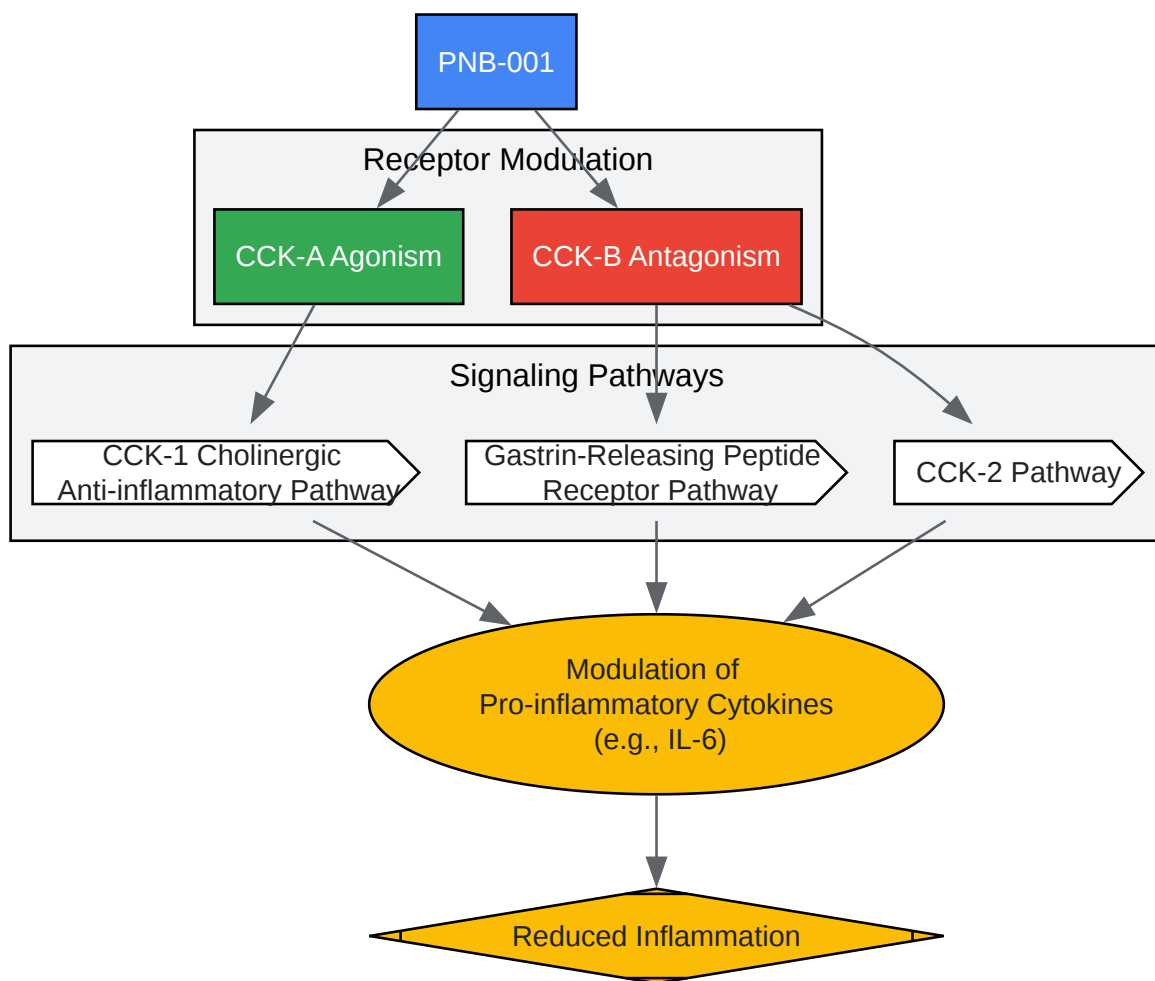 PNB-001
Receptor Modulation
CCK-A Agonism
CCK-B Antagonism
Signaling Pathways
CCK-1 Cholinergic
Anti-inflammatory Pathway
Gastrin-Releasing Peptide
Receptor Pathway
CCK-2 Pathway
Modulation of
Pro-inflammatory Cytokines
(e.g., IL-6)
Reduced Inflammation